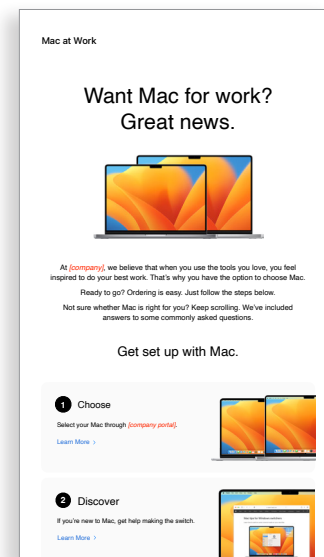 Mac at Work
Want Mac for work?
Great news.
At [company], we believe that when you use the tools you love, you feel
inspired to do your best work. That's why you have the option to choose Mac.
Ready to go? Ordering is easy. Just follow the steps below.
Not sure whether Mac is right for you? Keep scrolling. We've included
answers to some commonly asked questions.
Get set up with Mac.
1 Choose
Select your Mac through [company portal].
Learn More >
2 Discover
If you're new to Mac, get help making the switch.
Learn More >